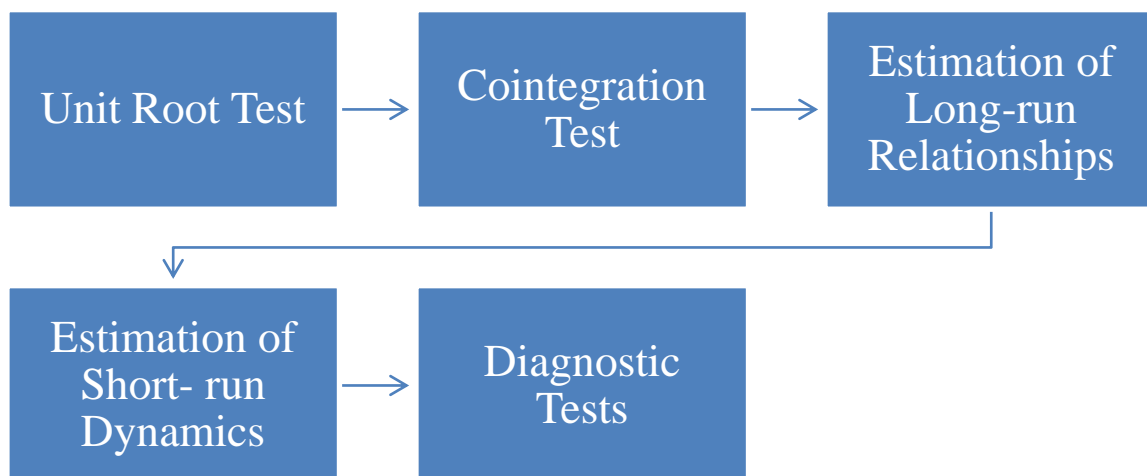 Unit Root Test
Cointegration
Test
Estimation of
Long-run
Relationships
Estimation of
Short- run
Dynamics
Diagnostic
Tests